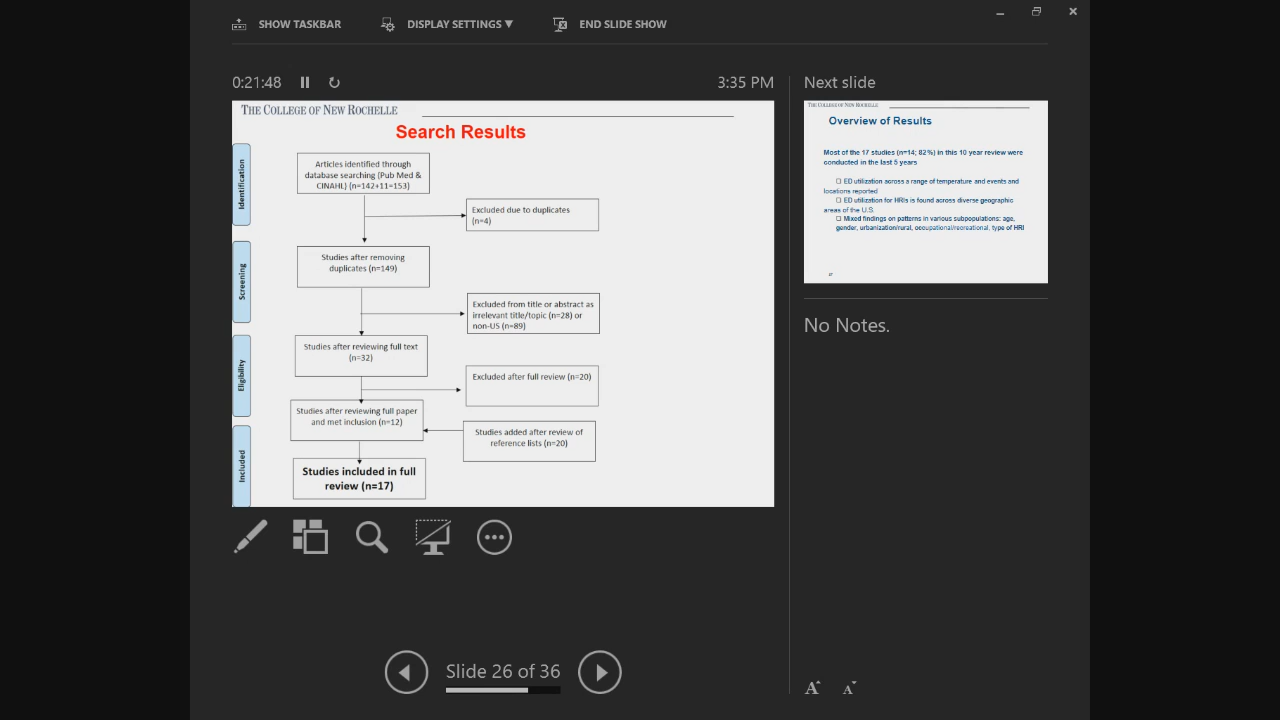 SHOW TASKBAR
DISPLAY SETTINGS ▼
END SLIDE SHOW
0:21:48
3:35 PM
THE COLLEGE OF NEW ROCHELLE
Search Results
Identification
Articles identified through
database searching (Pub Med &
CINAHL) (n=142+11=153)
Excluded due to duplicates
(n=4)
Screening
Studies after removing
duplicates (n=149)
Excluded from title or abstract as
irrelevant title/topic (n=28) or
non-US (n=89)
Eligibility
Studies after reviewing full text
(n=32)
Excluded after full review (n=20)
Studies after reviewing full paper
and met inclusion (n=12)
Studies added after review of
reference lists (n=20)
Included
Studies included in full
review (n=17)
Slide 26 of 36
Next slide
THE COLLEGE OF NEW ROCHELLE
Overview of Results
Most of the 17 studies (n=14; 82%) in this 10 year review were
conducted in the last 5 years
❑ ED utilization across a range of temperature and events and
locations reported
❑ ED utilization for HRIs is found across diverse geographic
areas of the U.S.
❑ Mixed findings on patterns in various subpopulations: age,
gender, urbanization/rural, occupational/recreational, type of HRI
27
No Notes.
A A